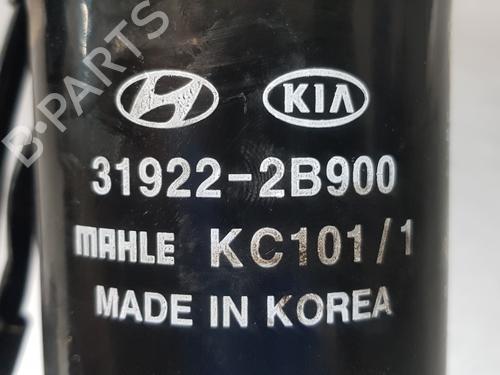 B-PARTS
KIA
31922-2B900
MAHLE KC101/1
MADE IN KOREA